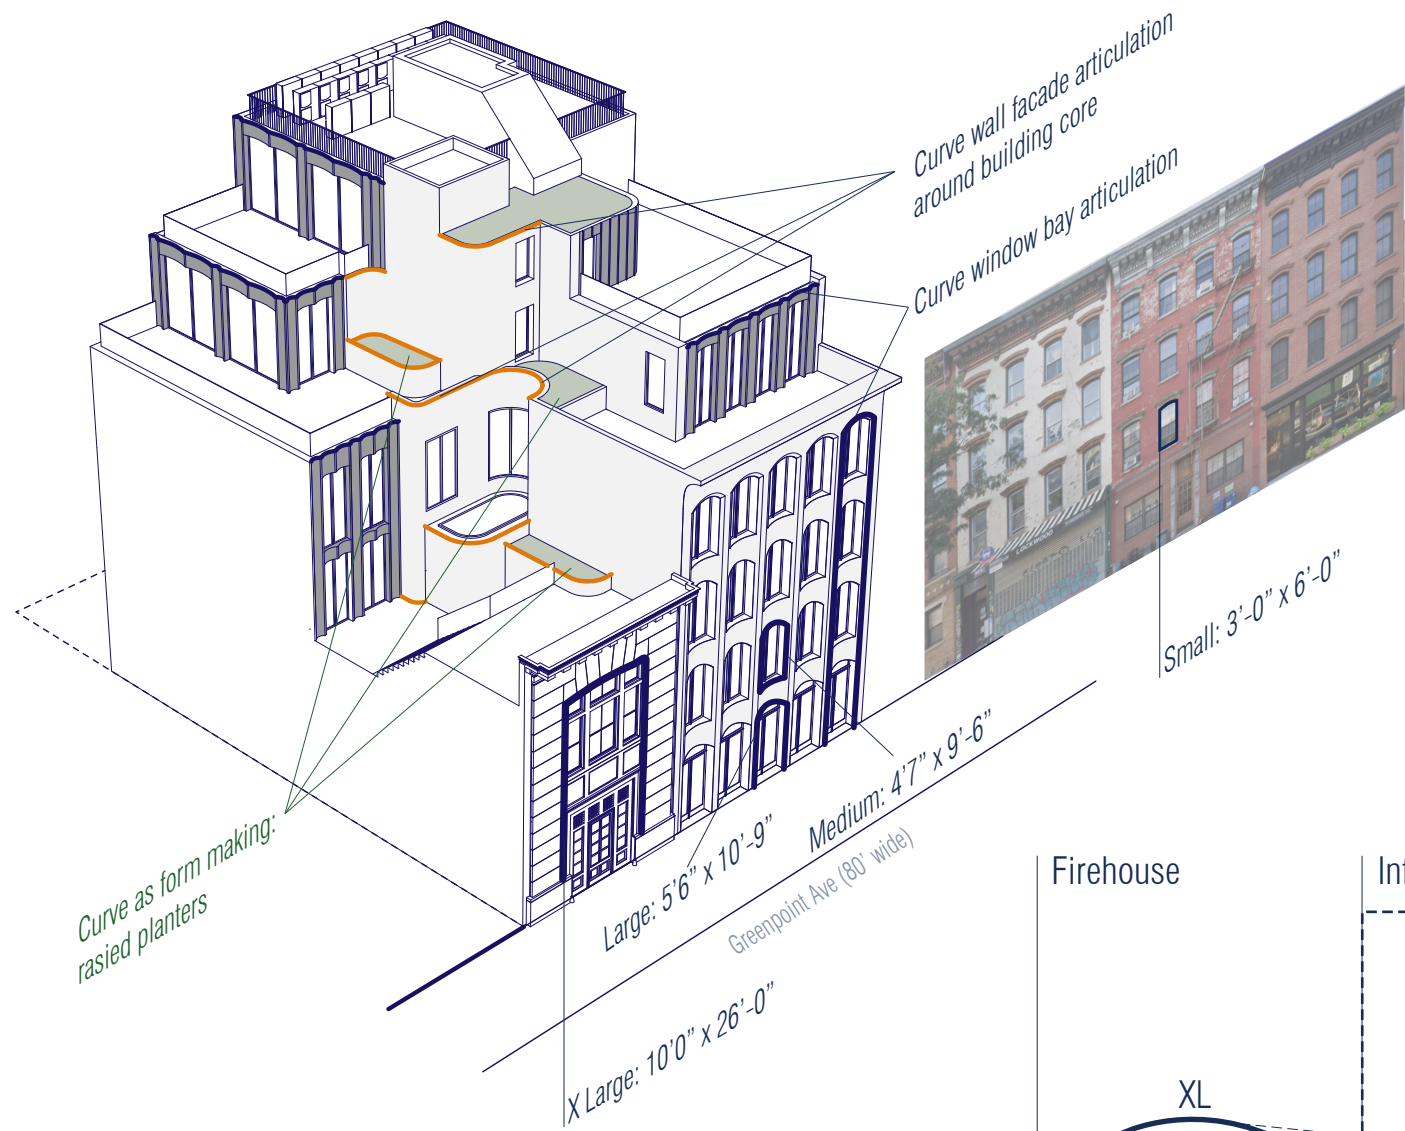 Curve wall facade articulation
around building core
Curve window bay articulation
LOCKWOOD
Small: 3’-0” x 6’-0”
Medium: 4’7” x 9’-6”
Large: 5’6” x 10’-9”
Greenpoint Ave (80’ wide)
X Large: 10’0” x 26’-0”
Curve as form making:
rasied planters
Firehouse
XL